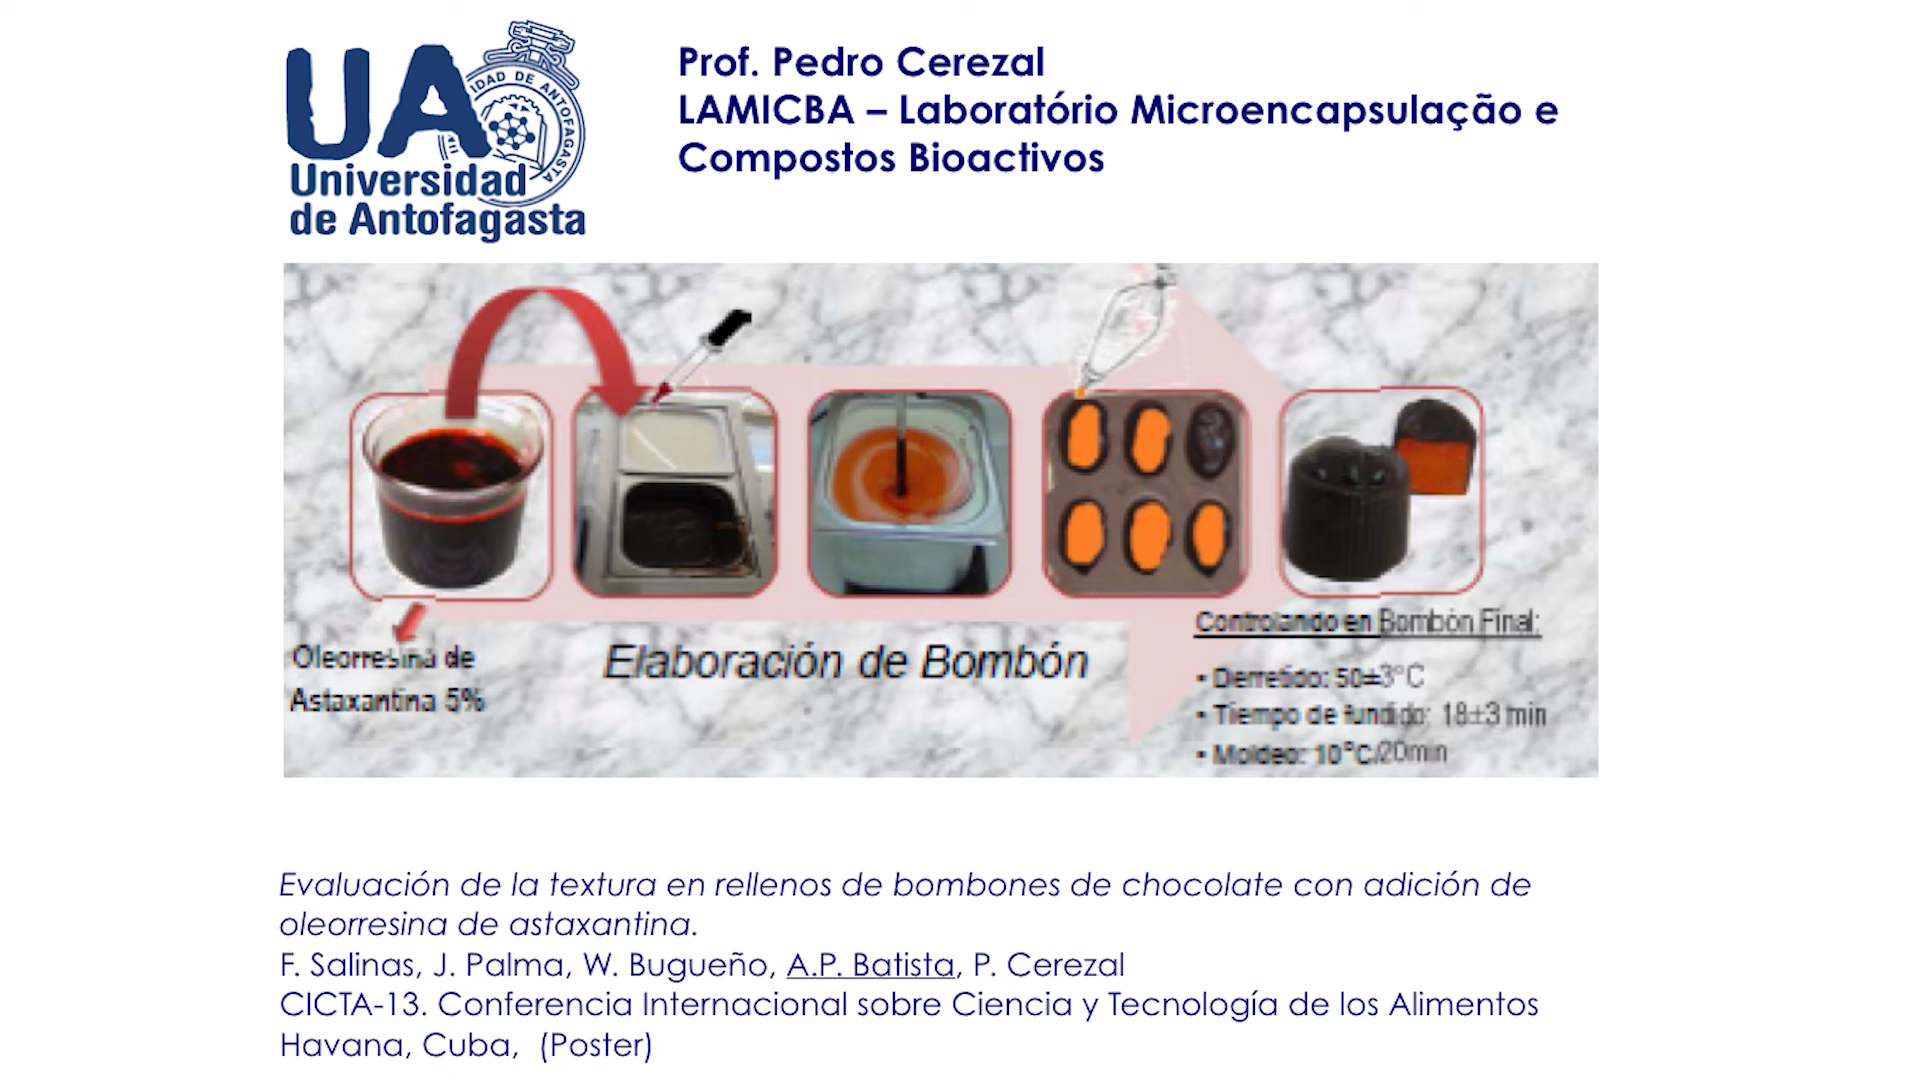 UA
Universidad
de Antofagasta
DAD DE ANTOFAGASTA
Prof. Pedro Cerezal
LAMICBA – Laboratório Microencapsulação e
Compostos Bioactivos
Oleorresina de
Astaxantina 5%
Elaboración de Bombón
Controlando en Bombón Final:
• Derretido: 50±3°C
• Tiempo de fundido: 18±3 min
• Moldeo: 10°C/20min
Evaluación de la textura en rellenos de bombones de chocolate con adición de
oleorresina de astaxantina.
F. Salinas, J. Palma, W. Bugueño, A.P. Batista, P. Cerezal
CICTA-13. Conferencia Internacional sobre Ciencia y Tecnología de los Alimentos
Havana, Cuba, (Poster)